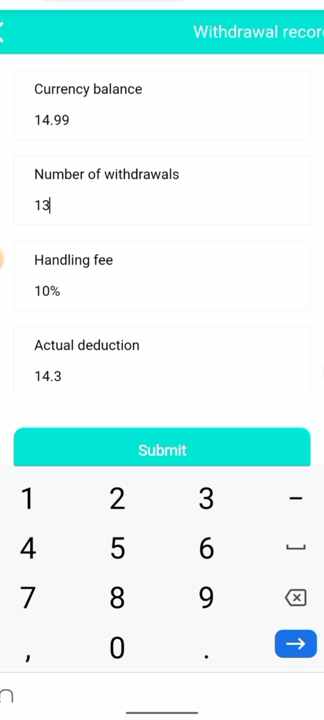 Withdrawal recor
Currency balance
14.99
Number of withdrawals
13
Handling fee
10%
Actual deduction
14.3
Submit
1 2 3 -
4 5 6
7 8 9
, 0 .